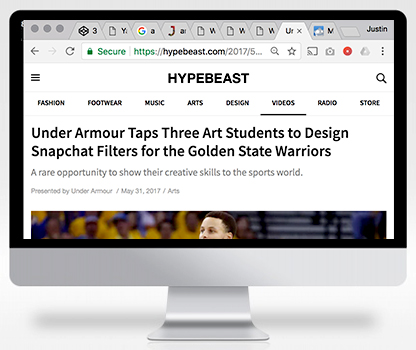 3 Y a J a Y Y Ur M Justin
Secure https://hypebeast.com/2017/5...
HYPEBEAST
FASHION FOOTWEAR MUSIC ARTS DESIGN VIDEOS RADIO STORE
Under Armour Taps Three Art Students to Design
Snapchat Filters for the Golden State Warriors
A rare opportunity to show their creative skills to the sports world.
Presented by Under Armour / May 31, 2017 / Arts